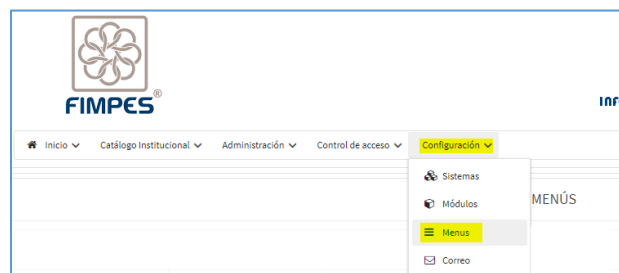 FIMPES®
Inicio Catálogo Institucional Administración Control de acceso Configuración
Sistemas
Módulos
MENÚS
Menus
Correo